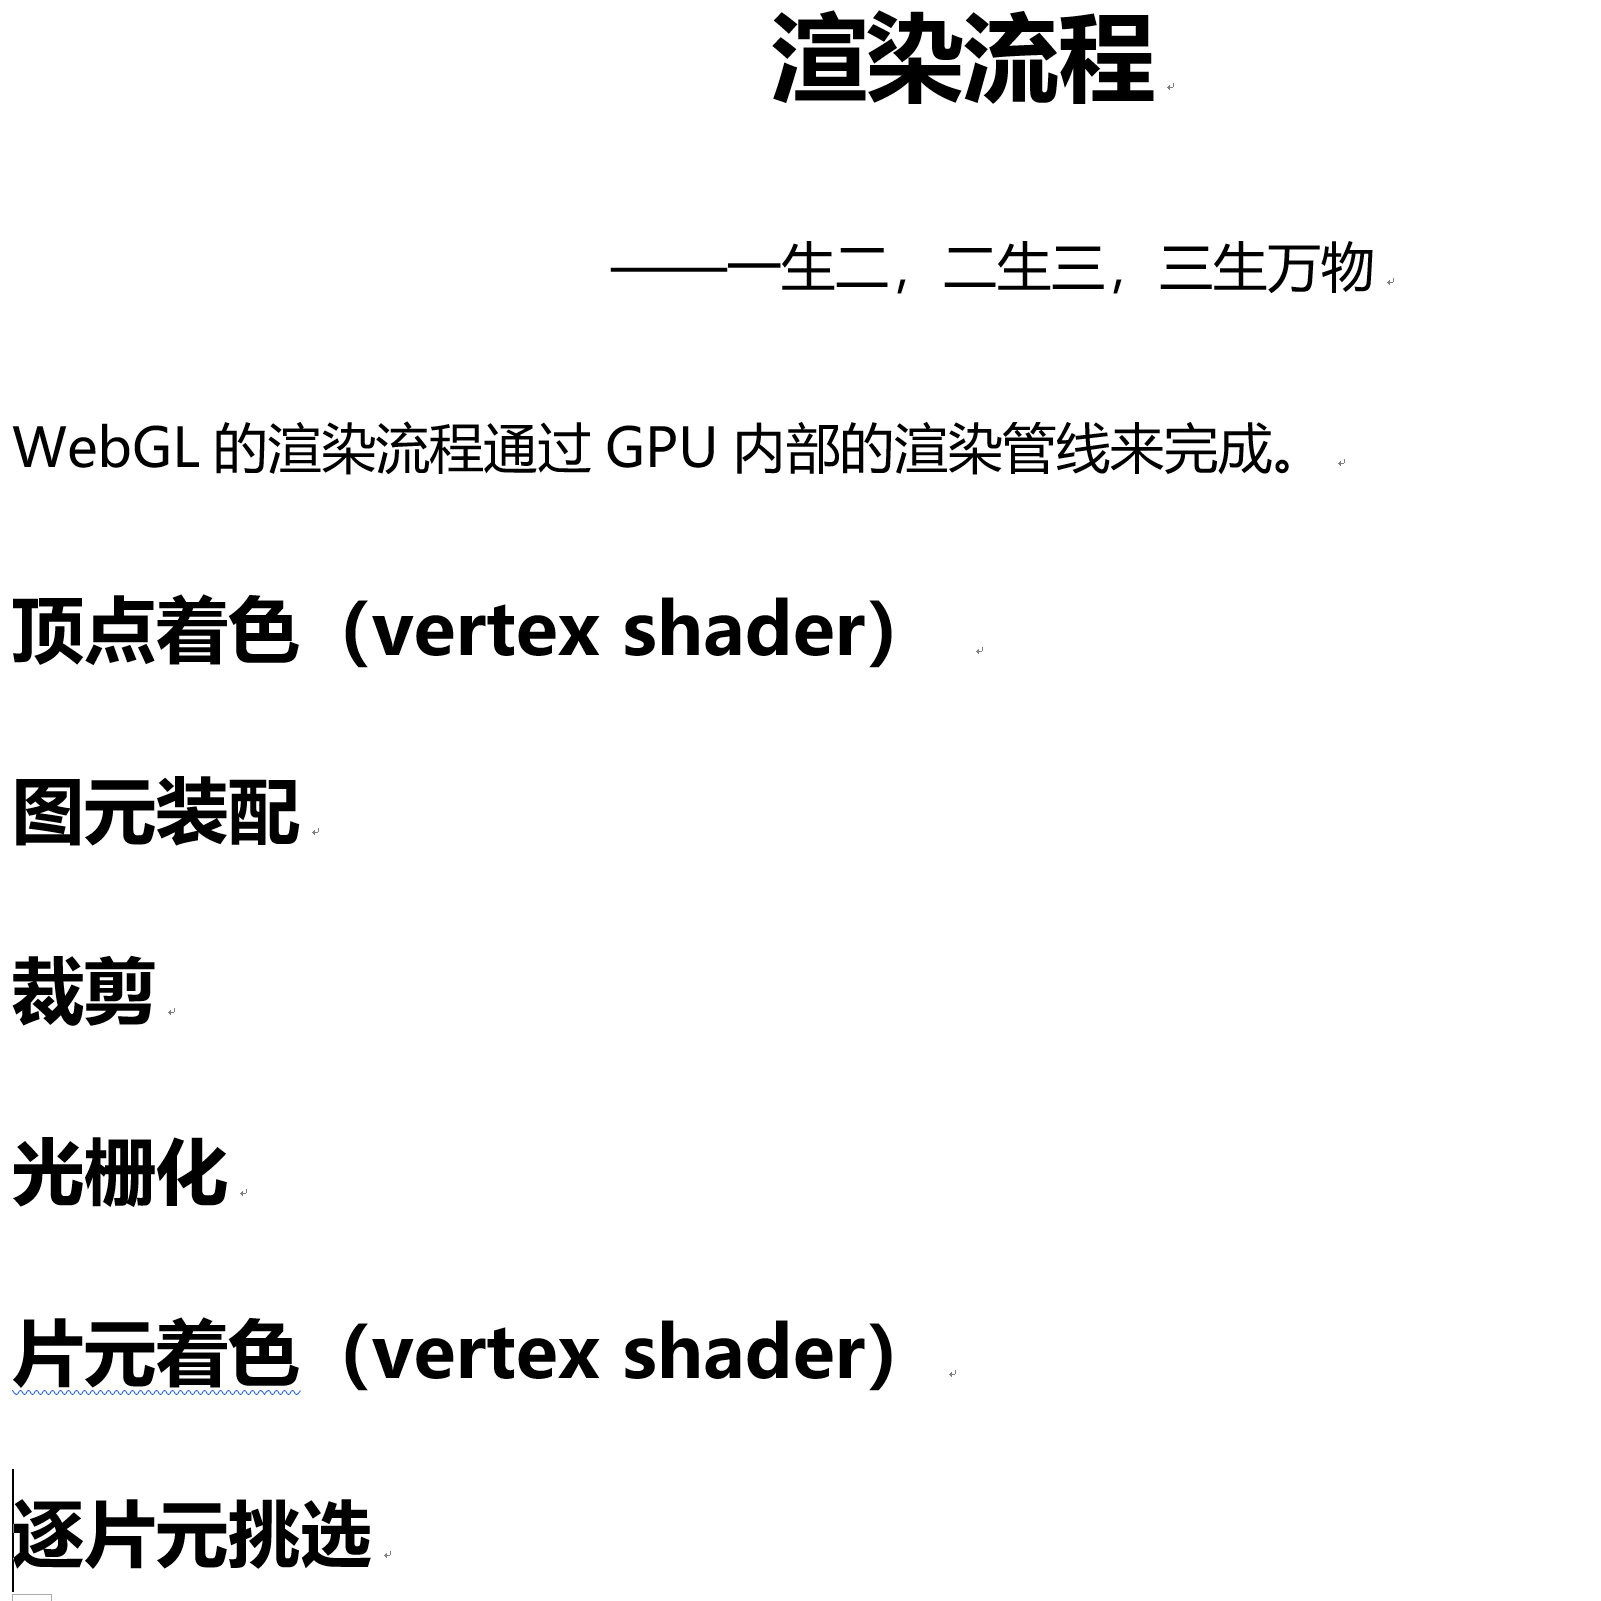 渲染流程
——一生二，二生三，三生万物
WebGL 的渲染流程通过 GPU 内部的渲染管线来完成。
顶点着色（vertex shader）
图元装配
裁剪
光栅化
片元着色（vertex shader）
逐片元挑选